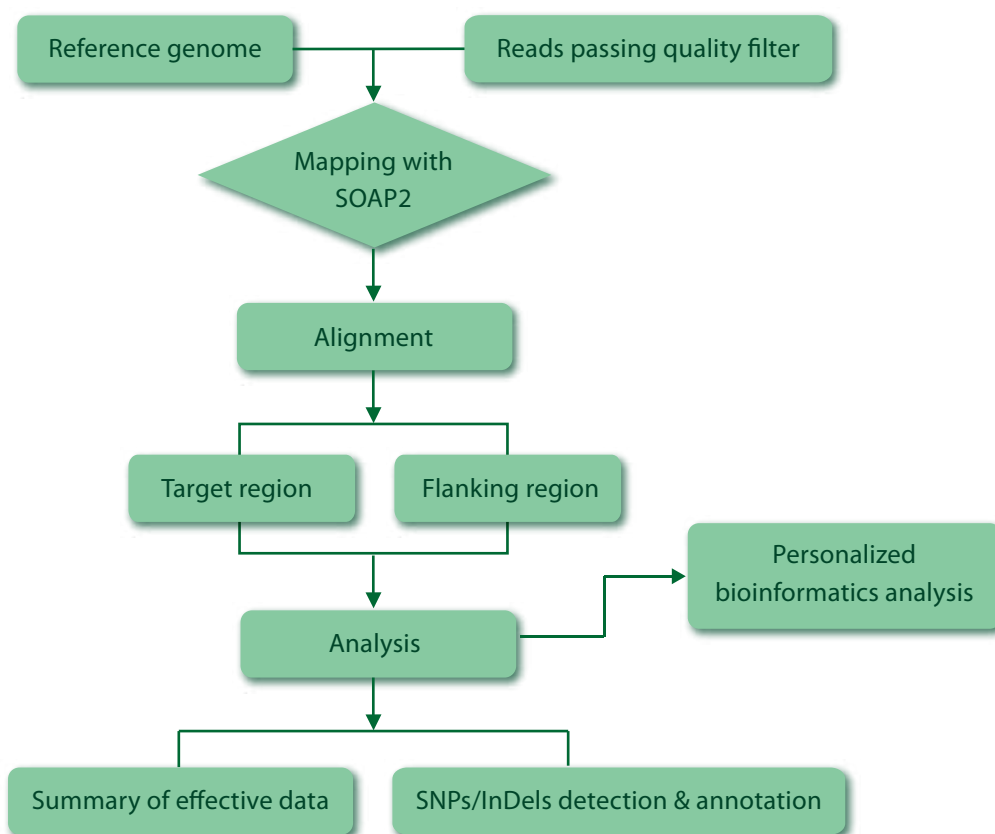 Reference genome
Reads passing quality filter
Mapping with
SOAP2
Alignment
Target region
Flanking region
Personalized
bioinformatics analysis
Analysis
Summary of effective data
SNPs/InDels detection & annotation